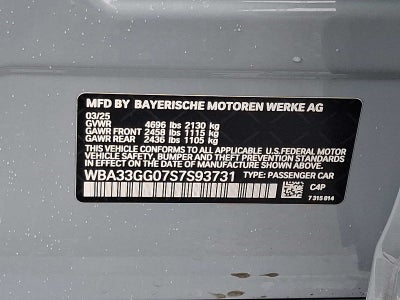 MFD BY BAYERISCHE MOTOREN WERKE AG
03/25
GVWR 4696 lbs 2130 kg
GAWR FRONT 2458 lbs 1115 kg
GAWR REAR 2436 lbs 1105 kg
THIS VEHICLE CONFORMS TO ALL APPLICABLE U.S.FEDERAL MOTOR
VEHICLE SAFETY, BUMPER AND THEFT PREVENTION STANDARDS
IN EFFECT ON THE DATE OF MANUFACTURE SHOWN ABOVE.
WBA33GG07S7S93731 TYPE: PASSENGER CAR
C4P
7 315 814